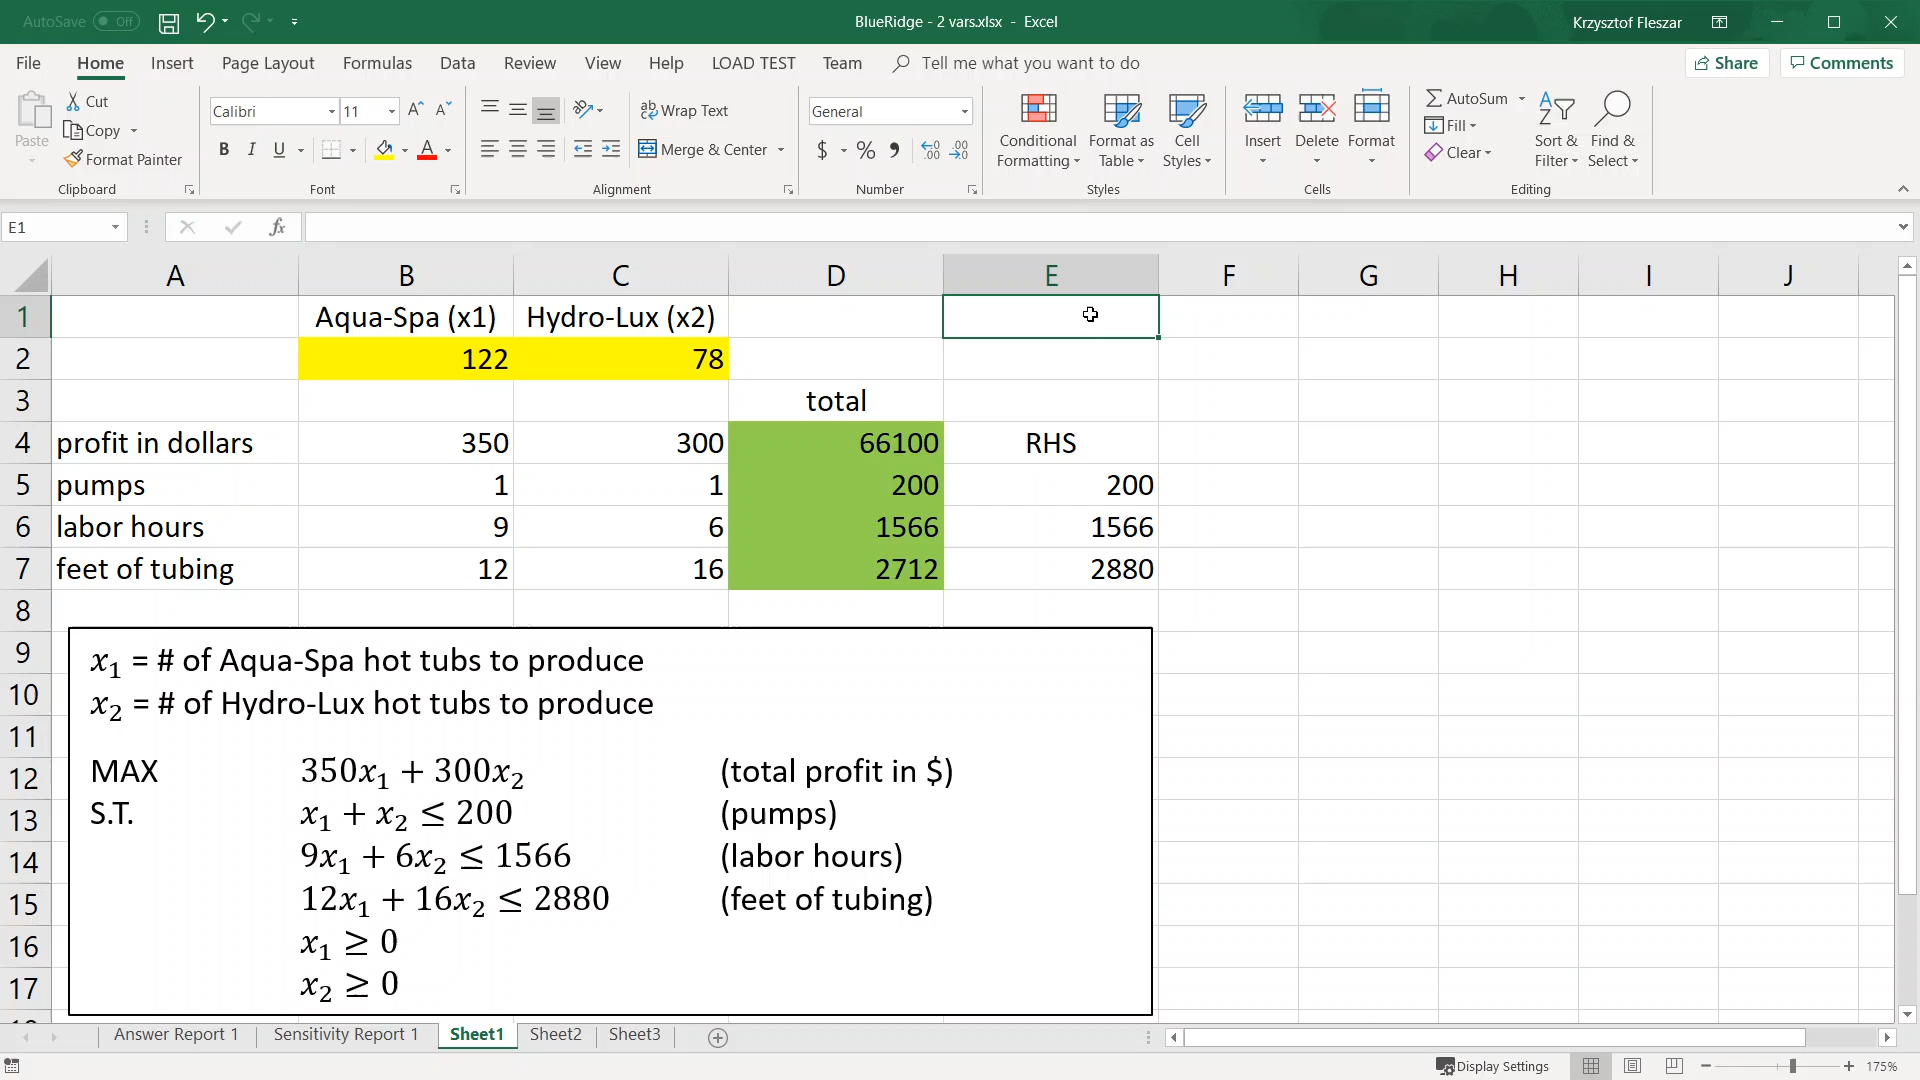 AutoSave Off
BlueRidge - 2 vars.xlsx - Excel
Krzysztof Fleszar
File Home Insert Page Layout Formulas Data Review View Help LOAD TEST Team Tell me what you want to do
Share Comments
Paste
Cut
Copy
Format Painter
Clipboard
Calibri 11
B I U
Font
Wrap Text
Merge & Center
Alignment
General
$ % 9
Number
Conditional Formatting
Format as Table
Cell Styles
Styles
Insert Delete Format
Cells
AutoSum
Fill
Clear
Sort & Filter
Find & Select
Editing
E1
fx
A B C D E F G H I J
1 Aqua-Spa (x1) Hydro-Lux (x2)
2 122 78
3 total
4 profit in dollars 350 300 66100 RHS
5 pumps 1 1 200 200
6 labor hours 9 6 1566 1566
7 feet of tubing 12 16 2712 2880
8
9
10
11
12
13
14
15
16
17
x₁ = # of Aqua-Spa hot tubs to produce
x₂ = # of Hydro-Lux hot tubs to produce
MAX 350x₁ + 300x₂ (total profit in $)
S.T. x₁ + x₂ ≤ 200 (pumps)
9x₁ + 6x₂ ≤ 1566 (labor hours)
12x₁ + 16x₂ ≤ 2880 (feet of tubing)
x₁ ≥ 0
x₂ ≥ 0
Answer Report 1 Sensitivity Report 1 Sheet1 Sheet2 Sheet3
Display Settings
175%